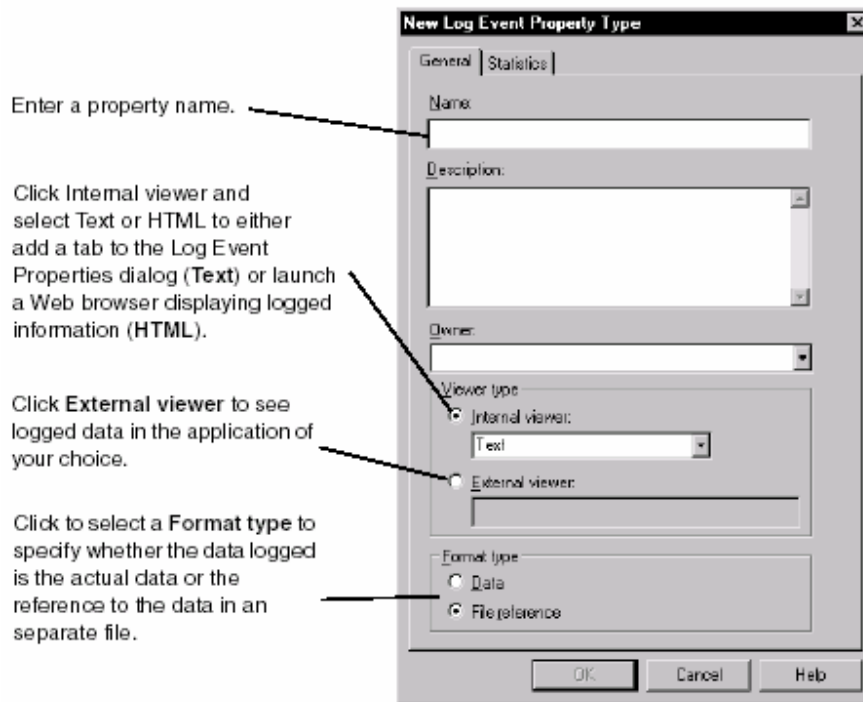 New Log Event Property Type
General
Statistics
Enter a property name.
Name:
Description:
Click Internal viewer and
select Text or HTML to either
add a tab to the Log Event
Properties dialog (Text) or launch
a Web browser displaying logged
information (HTML).
Owner:
Viewer type
Internal viewer:
Text
Click External viewer to see
logged data in the application of
your choice.
External viewer:
Click to select a Format type to
specify whether the data logged
is the actual data or the
reference to the data in an
separate file.
Format type
Data
File reference
OK
Cancel
Help